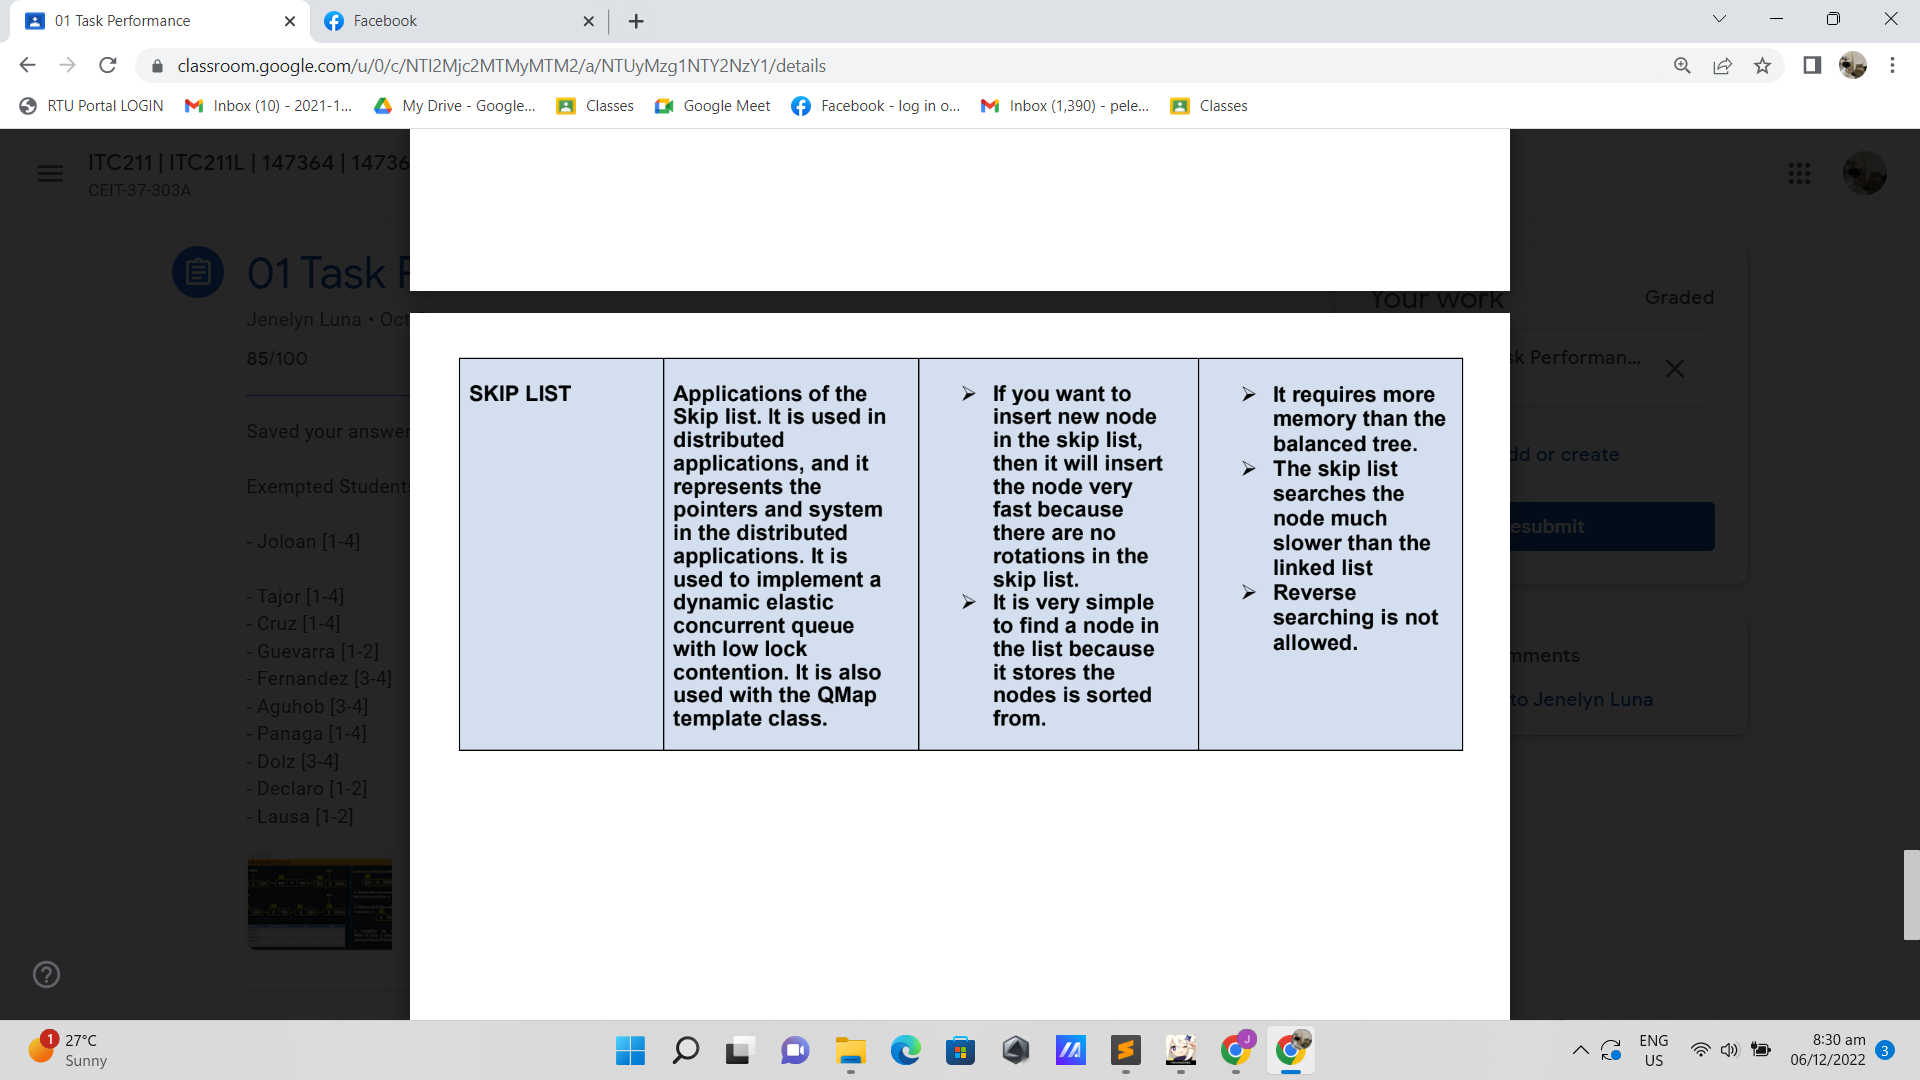 01 Task Performance
Facebook
classroom.google.com/u/0/c/NTI2Mjc2MTMyMTM2/a/NTUyMzg1NTY2NzY1/details
RTU Portal LOGIN
Inbox (10) - 2021-1...
My Drive - Google...
Classes
Google Meet
Facebook - log in o...
Inbox (1,390) - pele...
Classes
ITC211 | ITC211L | 147364 | 14736
CEIT-37-303A
01 Task P
Jenelyn Luna • Oct
85/100
Saved your answer
Exempted Student
- Joloan [1-4]
- Tajor [1-4]
- Cruz [1-4]
- Guevarra [1-2]
- Fernandez [3-4]
- Aguhob [3-4]
- Panaga [1-4]
- Dolz [3-4]
- Declaro [1-2]
- Lausa [1-2]
SKIP LIST
Applications of the
Skip list. It is used in
distributed
applications, and it
represents the
pointers and system
in the distributed
applications. It is
used to implement a
dynamic elastic
concurrent queue
with low lock
contention. It is also
used with the QMap
template class.
➢ If you want to
insert new node
in the skip list,
then it will insert
the node very
fast because
there are no
rotations in the
skip list.
➢ It is very simple
to find a node in
the list because
it stores the
nodes is sorted
from.
➢ It requires more
memory than the
balanced tree.
➢ The skip list
searches the
node much
slower than the
linked list
➢ Reverse
searching is not
allowed.
Your work
Graded
sk Performan...
dd or create
esubmit
mments
to Jenelyn Luna
1
27°C
Sunny
J
ENG
US
8:30 am
06/12/2022
3